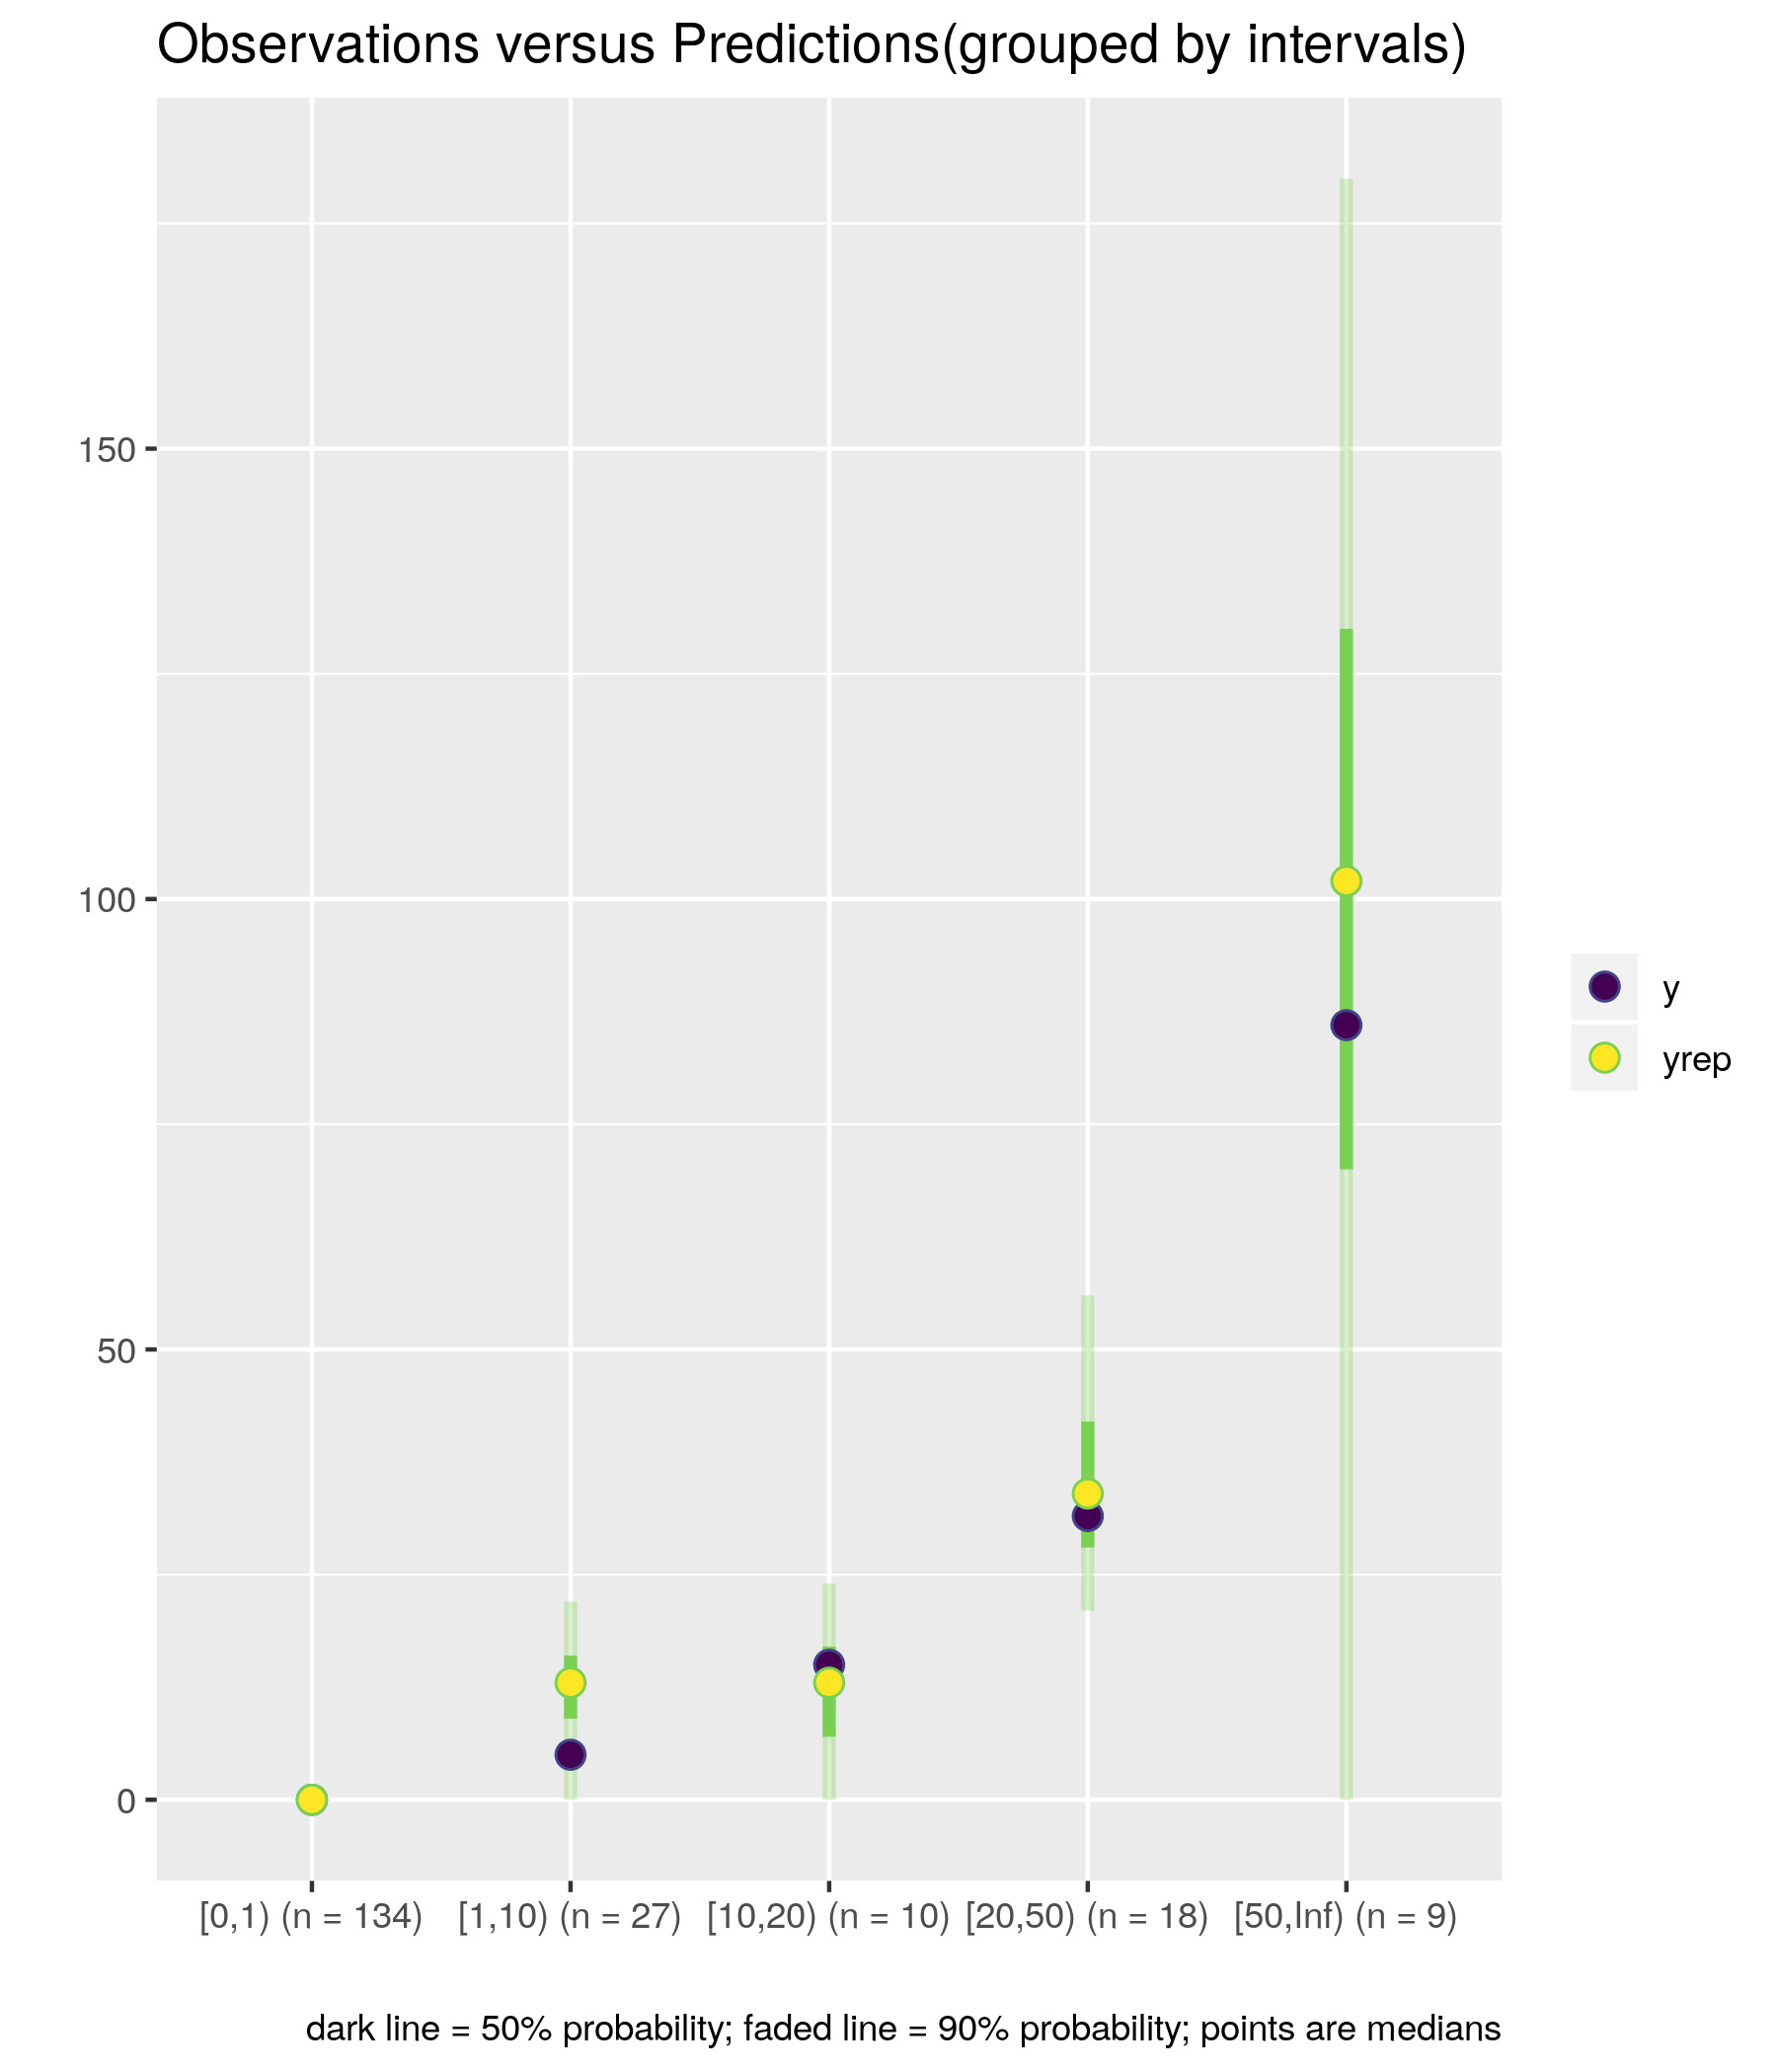 Observations versus Predictions(grouped by intervals)
150
100
50
0
y
yrep
[0,1) (n = 134) [1,10) (n = 27) [10,20) (n = 10) [20,50) (n = 18) [50,Inf) (n = 9)
dark line = 50% probability; faded line = 90% probability; points are medians